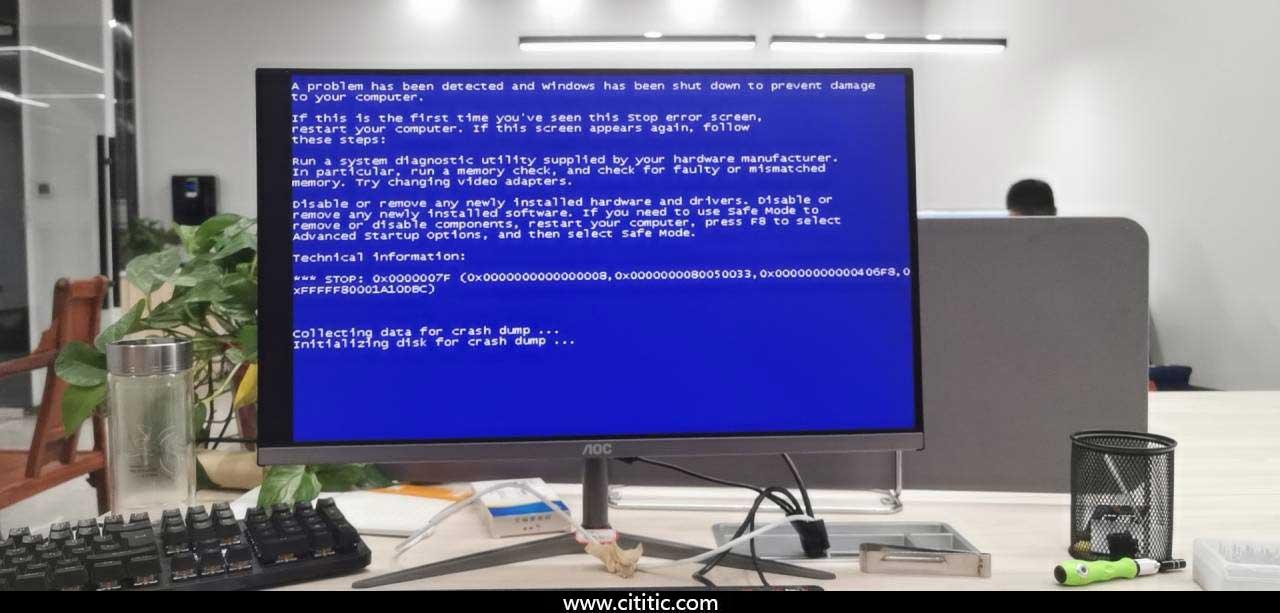 A problem has been detected and Windows has been shut down to prevent damage
to your computer.
If this is the first time you've seen this Stop error screen,
restart your computer. If this screen appears again, follow
these steps:
Run a system diagnostic utility supplied by your hardware manufacturer.
In particular, run a memory check, and check for faulty or mismatched
memory. Try changing video adapters.
Disable or remove any newly installed hardware and drivers. Disable or
remove any newly installed software. If you need to use Safe Mode to
remove or disable components, restart your computer, press F8 to select
Advanced Startup Options, and then select Safe Mode.
Technical information:
*** STOP: 0x0000007F (0x0000000000000008,0x0000000080050033,0x00000000000406F8,0
xFFFFF80001A10DBC)
Collecting data for crash dump ...
Initializing disk for crash dump ...
AOC
www.cititic.com